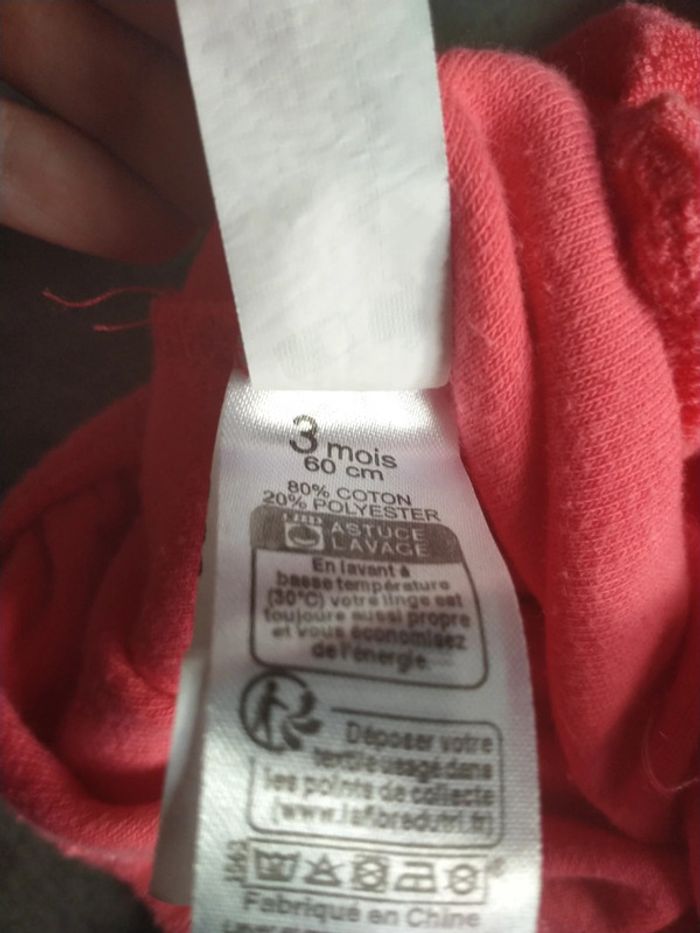 3 mois
60 cm
80% COTON
20% POLYESTER
ASTUCE
LAVAGE
En lavant à
basse température
(30°C) votre linge est
toujours aussi propre
et vous économisez
de l'énergie.
Déposer votre
textile usagé dans
les points de collecte
(www.lafibredutri.fr)
Fabriqué en Chine